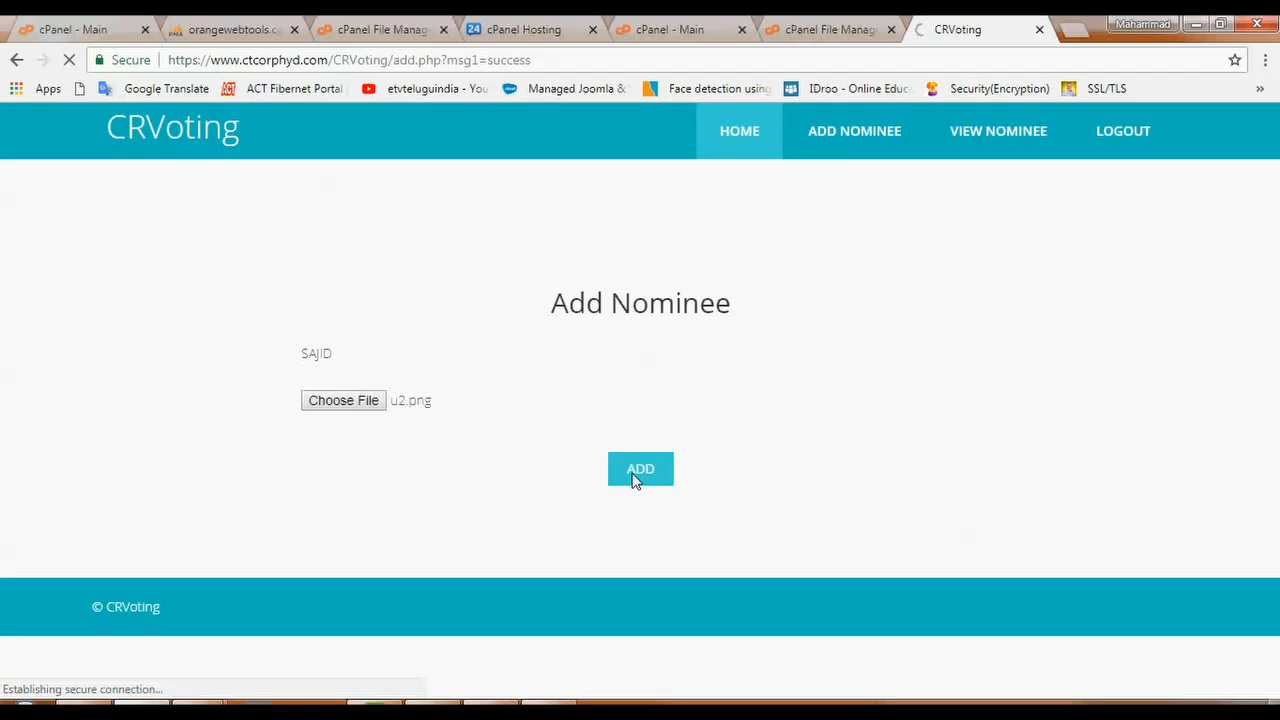 cPanel - Main
orangewebtools.c
cPanel File Manag
cPanel Hosting
cPanel - Main
cPanel File Manag
CRVoting
Mahammad
Secure
https://www.ctcorphyd.com/CRVoting/add.php?msg1=success
Apps
Google Translate
ACT Fibernet Portal
etvteluguindia - You
Managed Joomla &
Face detection using
IDroo - Online Educ
Security(Encryption)
SSL/TLS
»
CRVoting
HOME
ADD NOMINEE
VIEW NOMINEE
LOGOUT
Add Nominee
SAJID
Choose File u2.png
ADD
© CRVoting
Establishing secure connection...